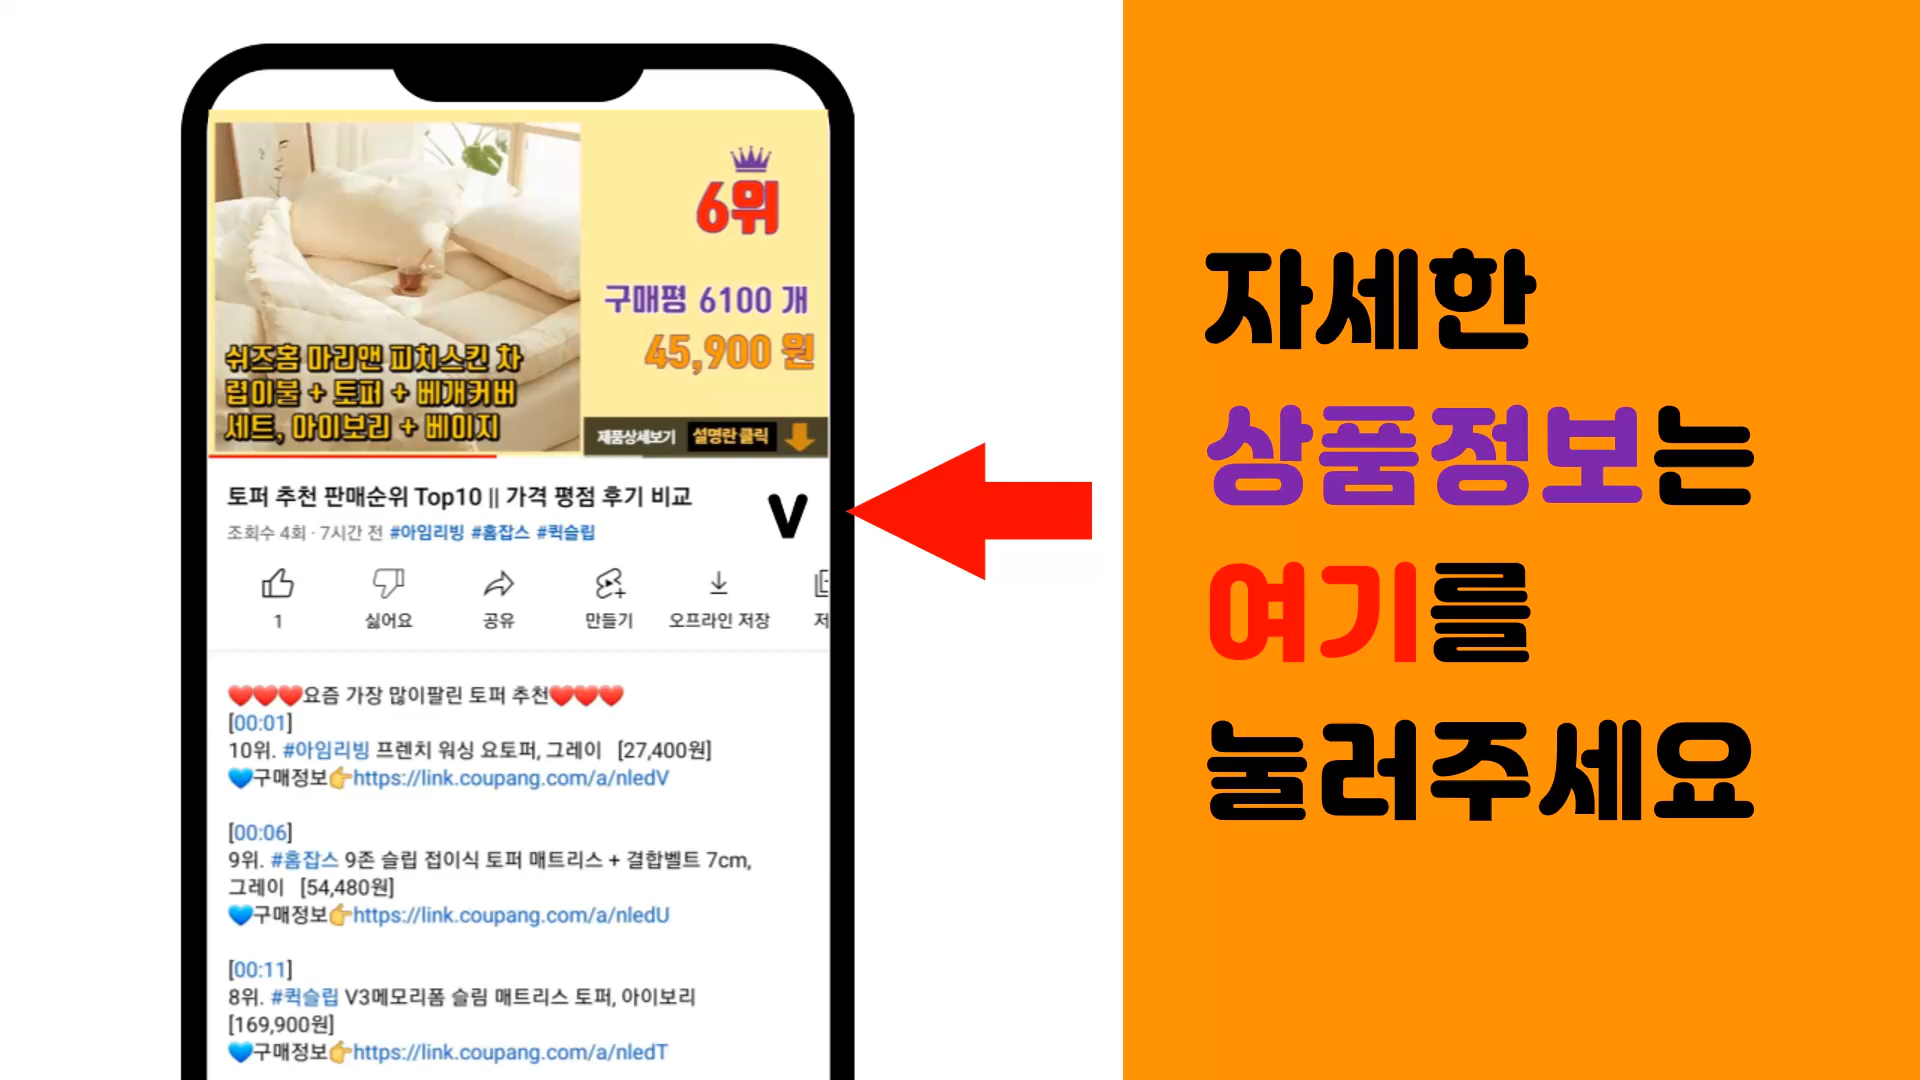 6위
구매평 6100 개
45,900 원
쉬즈홈 마리앤 피치스킨 차
렵이불 + 토퍼 + 베개커버
세트, 아이보리 + 베이지
제품상세보기 설명란 클릭
토퍼 추천 판매순위 Top10 || 가격 평점 후기 비교
V
조회수 4회 · 7시간 전 #아임리빙 #홈잡스 #퀵슬립
1 싫어요 공유 만들기 오프라인 저장 저
❤❤❤요즘 가장 많이팔린 토퍼 추천❤❤❤
[00:01]
10위. #아임리빙 프렌치 워싱 요토퍼, 그레이 [27,400원]
💙구매정보👉https://link.coupang.com/a/nledV
[00:06]
9위. #홈잡스 9존 슬립 접이식 토퍼 매트리스 + 결합벨트 7cm,
그레이 [54,480원]
💙구매정보👉https://link.coupang.com/a/nledU
[00:11]
8위. #퀵슬립 V3메모리폼 슬림 매트리스 토퍼, 아이보리
[169,900원]
💙구매정보👉https://link.coupang.com/a/nledT
자세한
상품정보는
여기를
눌러주세요